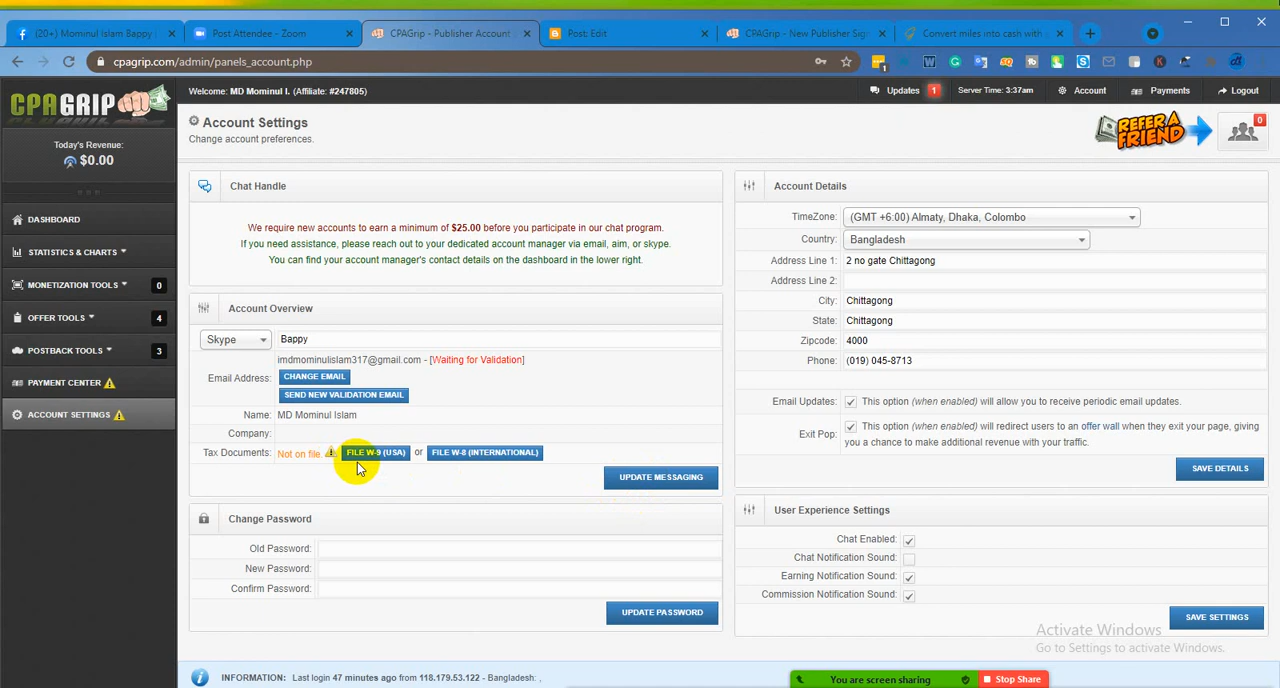 (20+) Mominul Islam Bappy |
Post Attendee - Zoom
CPAGrip - Publisher Account
Post: Edit
CPAGrip - New Publisher Sig
Convert miles into cash with
cpagrip.com/admin/panels_account.php
CPAGRIP
Welcome: MD Mominul I. (Affiliate: #247805)
Updates 1
Server Time: 3:37am
Account
Payments
Logout
Today's Revenue:
$0.00
DASHBOARD
STATISTICS & CHARTS
MONETIZATION TOOLS 0
OFFER TOOLS 4
POSTBACK TOOLS 3
PAYMENT CENTER
ACCOUNT SETTINGS
Account Settings
Change account preferences.
REFER A
FRIEND
0
Chat Handle
We require new accounts to earn a minimum of $25.00 before you participate in our chat program.
If you need assistance, please reach out to your dedicated account manager via email, aim, or skype.
You can find your account manager's contact details on the dashboard in the lower right.
Account Overview
Skype Bappy
imdmominulislam317@gmail.com - [Waiting for Validation]
Email Address: CHANGE EMAIL
SEND NEW VALIDATION EMAIL
Name: MD Mominul Islam
Company:
Tax Documents: Not on file. FILE W-9 (USA) or FILE W-8 (INTERNATIONAL)
UPDATE MESSAGING
Change Password
Old Password:
New Password:
Confirm Password:
UPDATE PASSWORD
Account Details
TimeZone: (GMT +6:00) Almaty, Dhaka, Colombo
Country: Bangladesh
Address Line 1: 2 no gate Chittagong
Address Line 2:
City: Chittagong
State: Chittagong
Zipcode: 4000
Phone: (019) 045-8713
Email Updates: This option (when enabled) will allow you to receive periodic email updates.
Exit Pop: This option (when enabled) will redirect users to an offer wall when they exit your page, giving
you a chance to make additional revenue with your traffic.
SAVE DETAILS
User Experience Settings
Chat Enabled:
Chat Notification Sound:
Earning Notification Sound:
Commission Notification Sound:
SAVE SETTINGS
Activate Windows
Go to Settings to activate Windows.
INFORMATION: Last login 47 minutes ago from 118.179.53.122 - Bangladesh: ,
You are screen sharing
Stop Share